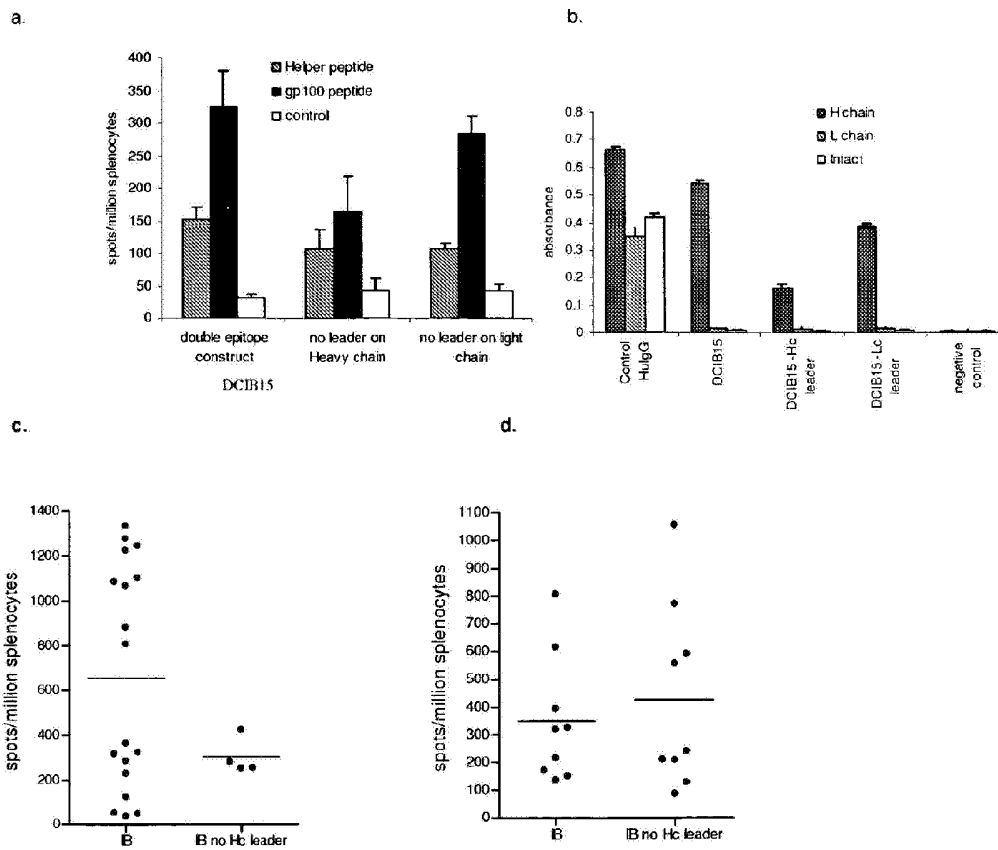 a.
400
350
300
250
200
150
100
50
0
spots/million splenocytes
Helper peptide
gp100 peptide
control
double epitope
construct
no leader on
Heavy chain
no leader on light
chain
DCIB15
b.
0.8
0.7
0.6
0.5
0.4
0.3
0.2
0.1
0
absorbance
H chain
L chain
Intact
Control
HuIgG
DCIB15
DCIB15 -Hc
leader
DCIB15 -Lc
leader
negative
control
c.
1400
1200
1000
800
600
400
200
0
spots/million splenocytes
IB
IB no Hc leader
d.
1100
1000
900
800
700
600
500
400
300
200
100
0
spots/million splenocytes
IB
IB no Hc leader